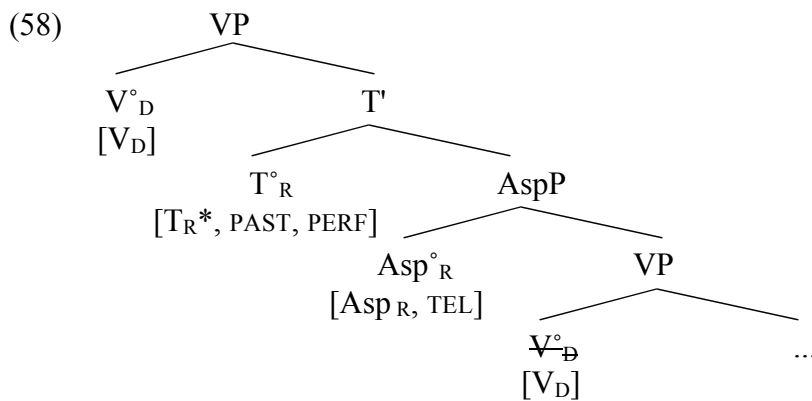 (58) VP
V°D T'
[VD]
T°R AspP
[TR*, PAST, PERF]
Asp°R VP
[Asp R, TEL]
V°D ...
[VD]